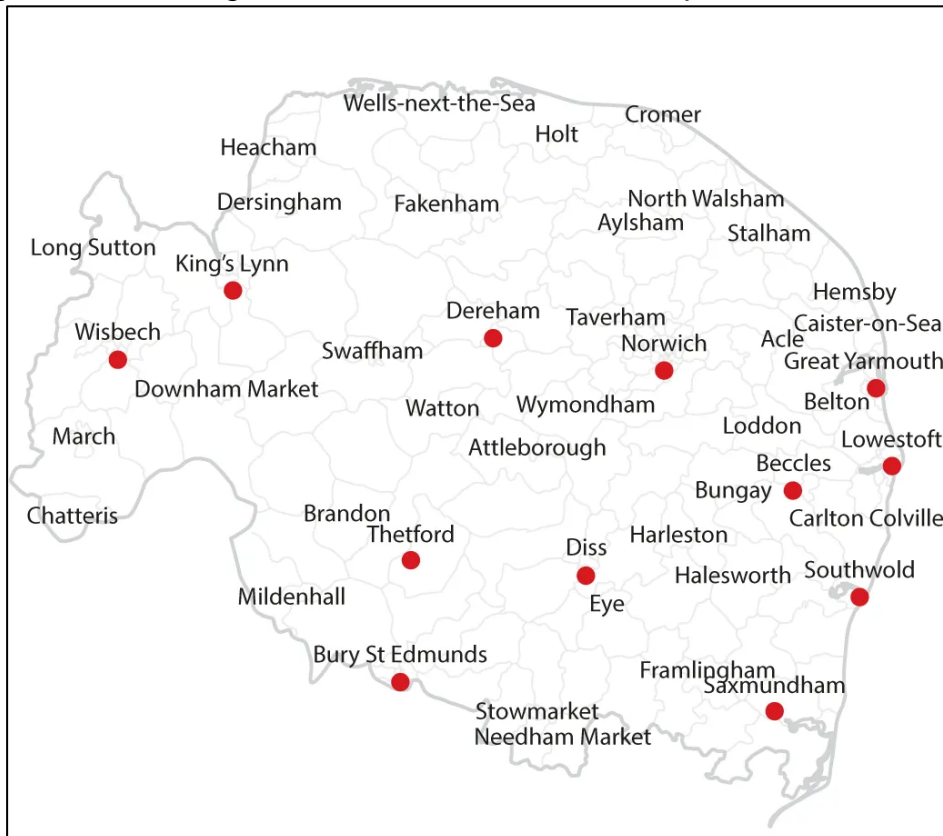 Wells-next-the-Sea
Cromer
Holt
Heacham
Dersingham
Fakenham
North Walsham
Aylsham
Stalham
Long Sutton
King's Lynn
Hemsby
Dereham
Taverham
Caister-on-Sea
Wisbech
Swaffham
Norwich
Acle
Great Yarmouth
Downham Market
Watton
Wymondham
Belton
March
Attleborough
Loddon
Lowestoft
Beccles
Bungay
Chatteris
Brandon
Carlton Colville
Thetford
Harleston
Diss
Halesworth
Southwold
Mildenhall
Eye
Bury St Edmunds
Framlingham
Saxmundham
Stowmarket
Needham Market